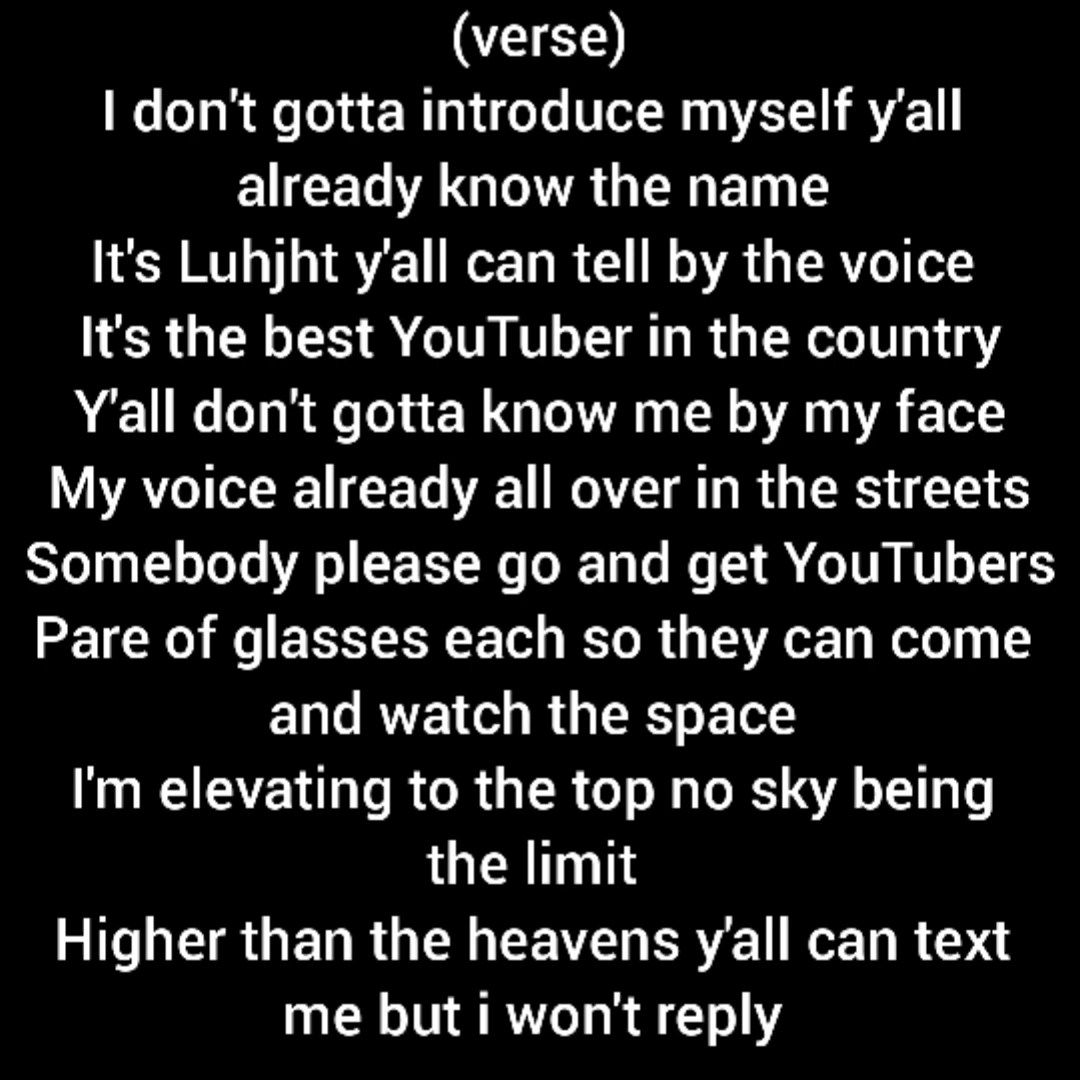 (verse)
I don't gotta introduce myself y'all
already know the name
It's Luhjht y'all can tell by the voice
It's the best YouTuber in the country
Y'all don't gotta know me by my face
My voice already all over in the streets
Somebody please go and get YouTubers
Pare of glasses each so they can come
and watch the space
I'm elevating to the top no sky being
the limit
Higher than the heavens y'all can text
me but i won't reply